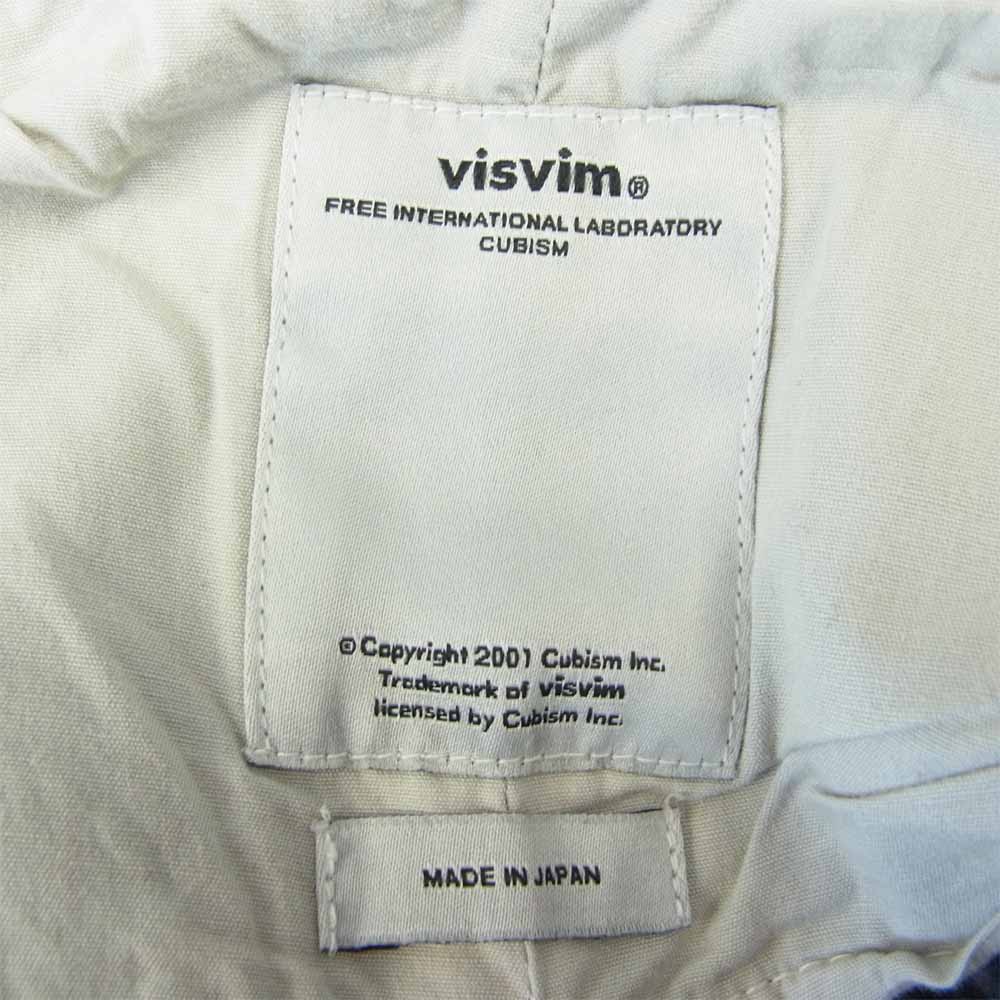 visvim®
FREE INTERNATIONAL LABORATORY
CUBISM
© Copyright 2001 Cubism Inc.
Trademark of visvim
licensed by Cubism Inc.
MADE IN JAPAN